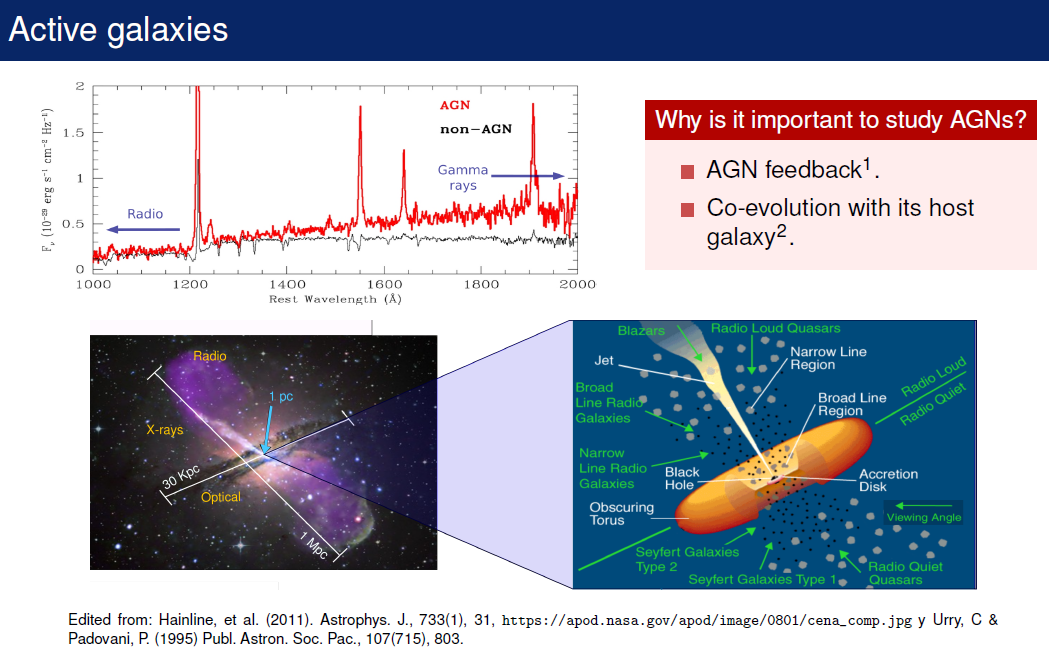 Active galaxies
2
1.5
1
0.5
0
F_ν (10⁻²⁹ erg s⁻¹ cm⁻² Hz⁻¹)
AGN
non−AGN
Radio
Gamma
rays
1000
1200
1400
1600
1800
2000
Rest Wavelength (Å)
Why is it important to study AGNs?
AGN feedback¹.
Co-evolution with its host
galaxy².
Radio
1 pc
X-rays
30 Kpc
Optical
1 Mpc
Blazars
Radio Loud Quasars
Jet
Narrow Line
Region
Broad
Line Radio
Galaxies
Broad Line
Region
Radio Loud
Radio Quiet
Narrow
Line Radio
Galaxies
Black
Hole
Accretion
Disk
Obscuring
Torus
Viewing Angle
Seyfert Galaxies
Type 2
Seyfert Galaxies Type 1
Radio Quiet
Quasars
Edited from: Hainline, et al. (2011). Astrophys. J., 733(1), 31, https://apod.nasa.gov/apod/image/0801/cena_comp.jpg y Urry, C &
Padovani, P. (1995) Publ. Astron. Soc. Pac., 107(715), 803.